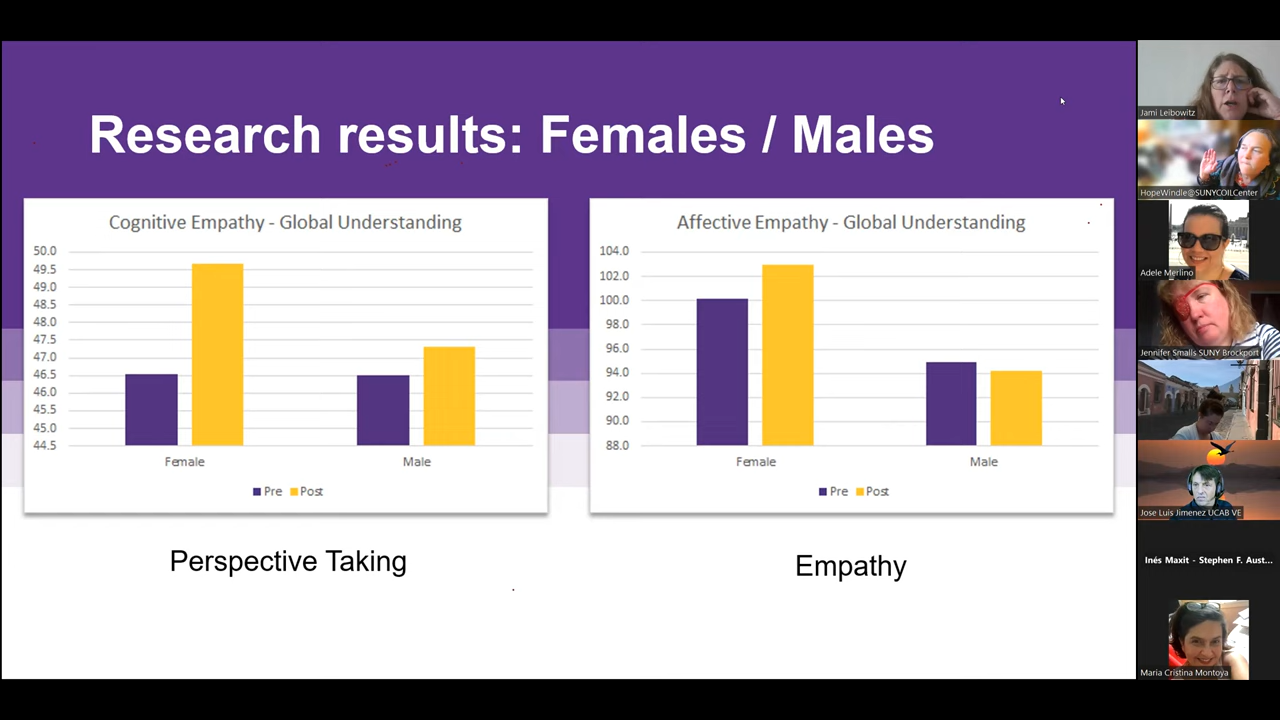 Research results: Females / Males
Cognitive Empathy - Global Understanding
50.0
49.5
49.0
48.5
48.0
47.5
47.0
46.5
46.0
45.5
45.0
44.5
Female
Male
Pre
Post
Perspective Taking
Affective Empathy - Global Understanding
104.0
102.0
100.0
98.0
96.0
94.0
92.0
90.0
88.0
Female
Male
Pre
Post
Empathy
Jami Leibowitz
HopeWindle@SUNYCOILCenter
Adele Merlino
Jennifer Smalls SUNY Brockport
Jose Luis Jimenez UCAB VE
Inés Maxit - Stephen F. Aust...
Maria Cristina Montoya